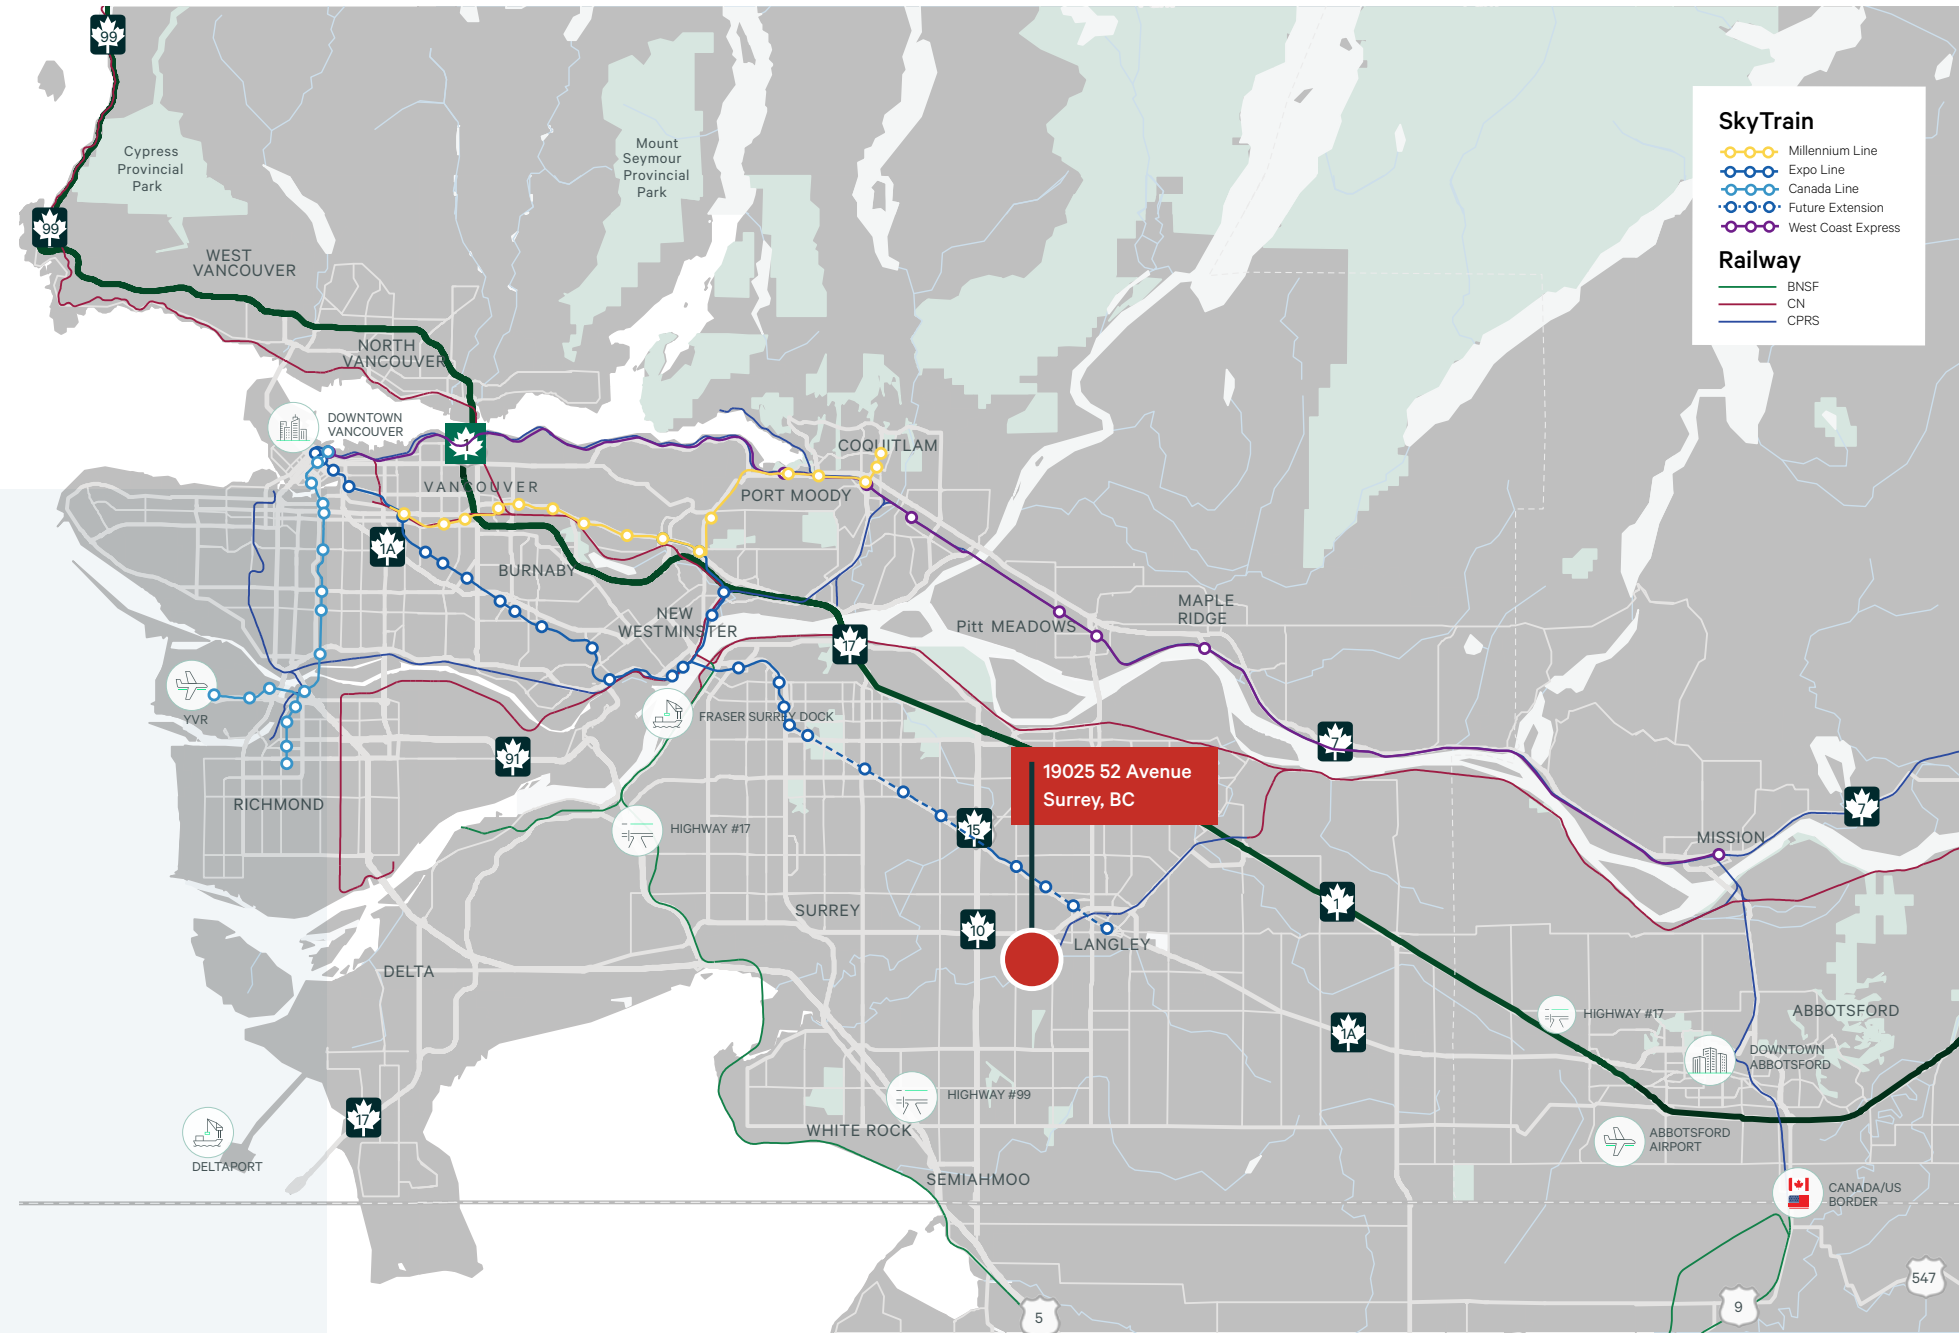 99
Cypress
Provincial
Park
Mount
Seymour
Provincial
Park
SkyTrain
Millennium Line
Expo Line
Canada Line
Future Extension
West Coast Express
Railway
BNSF
CN
CPRS
99
WEST
VANCOUVER
NORTH
VANCOUVER
DOWNTOWN
VANCOUVER
1
COQUITLAM
VANCOUVER
PORT MOODY
1A
BURNABY
NEW
WESTMINSTER
17
Pitt MEADOWS
MAPLE
RIDGE
YVR
FRASER SURREY DOCK
91
7
19025 52 Avenue
Surrey, BC
RICHMOND
HIGHWAY #17
15
7
MISSION
1
SURREY
10
LANGLEY
DELTA
1A
HIGHWAY #17
ABBOTSFORD
DOWNTOWN
ABBOTSFORD
17
HIGHWAY #99
WHITE ROCK
ABBOTSFORD
AIRPORT
DELTAPORT
SEMIAHMOO
CANADA/US
BORDER
547
9
5